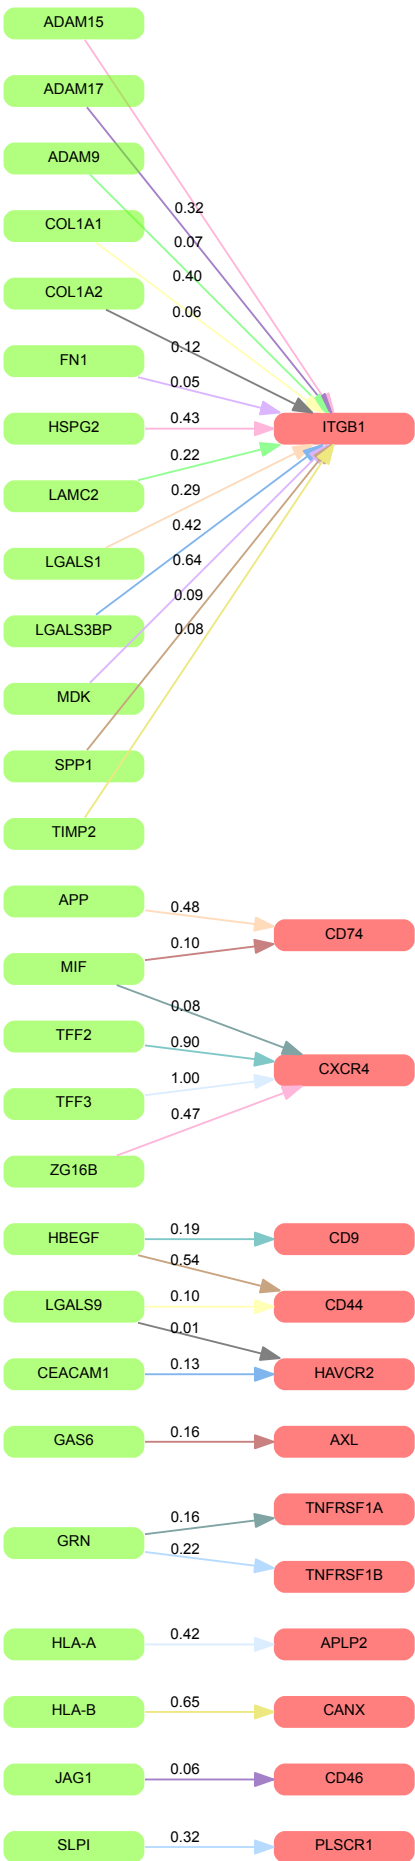 ADAM15
ADAM17
ADAM9
0.32
COL1A1
0.07
0.40
COL1A2
0.06
0.12
FN1
0.05
HSPG2
0.43
ITGB1
0.22
LAMC2
0.29
0.42
LGALS1
0.64
0.09
LGALS3BP
0.08
MDK
SPP1
TIMP2
APP
0.48
CD74
0.10
MIF
0.08
TFF2
0.90
CXCR4
1.00
TFF3
0.47
ZG16B
HBEGF
0.19
CD9
0.54
LGALS9
0.10
CD44
0.01
CEACAM1
0.13
HAVCR2
GAS6
0.16
AXL
TNFRSF1A
0.16
GRN
0.22
TNFRSF1B
HLA-A
0.42
APLP2
HLA-B
0.65
CANX
JAG1
0.06
CD46
SLPI
0.32
PLSCR1